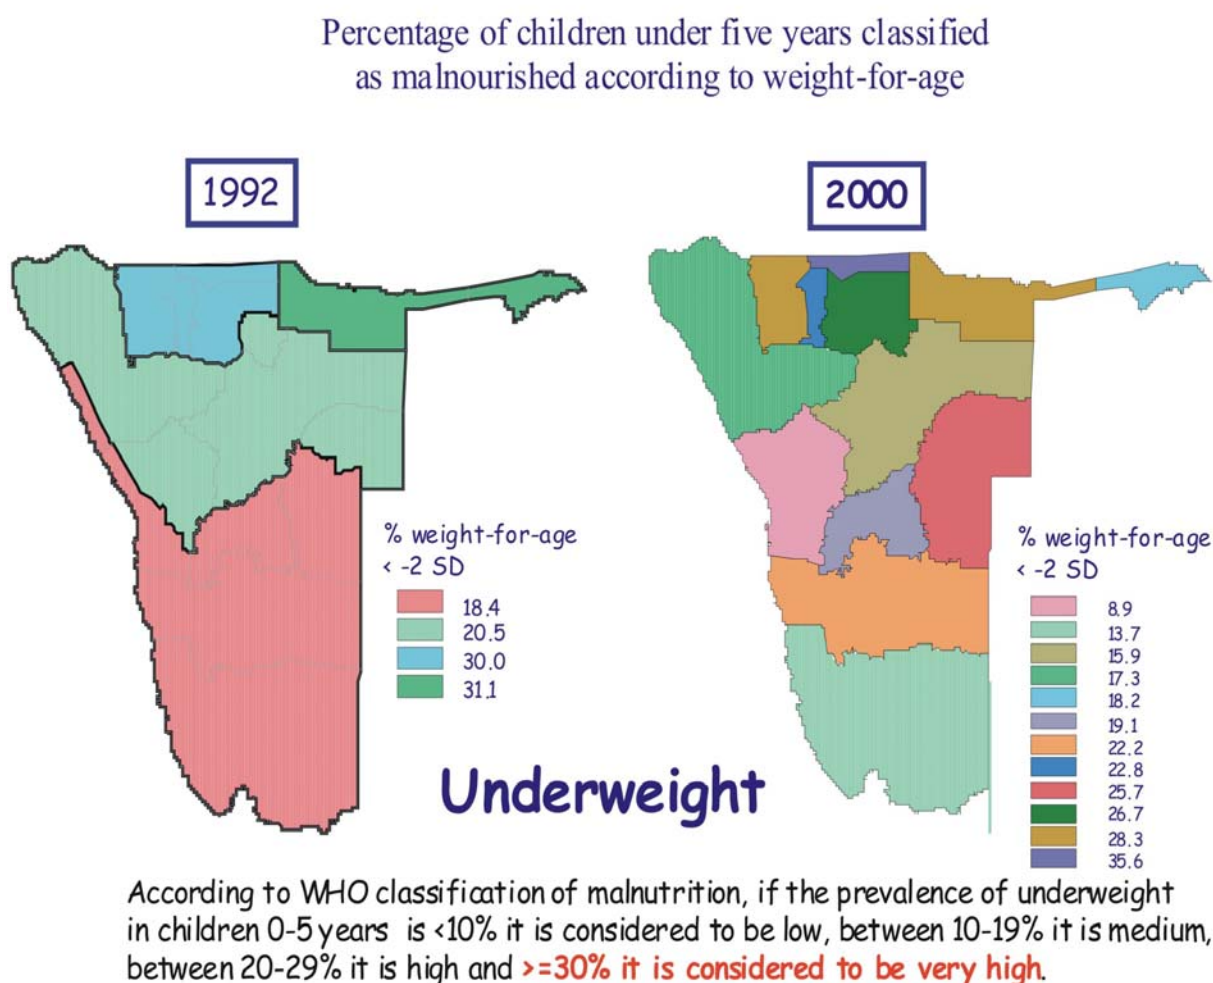 Percentage of children under five years classified
as malnourished according to weight-for-age
1992
2000
% weight-for-age
< -2 SD
18.4
20.5
30.0
31.1
% weight-for-age
< -2 SD
8.9
13.7
15.9
17.3
18.2
19.1
22.2
22.8
25.7
26.7
28.3
35.6
Underweight
According to WHO classification of malnutrition, if the prevalence of underweight
in children 0-5 years is <10% it is considered to be low, between 10-19% it is medium,
between 20-29% it is high and >=30% it is considered to be very high.